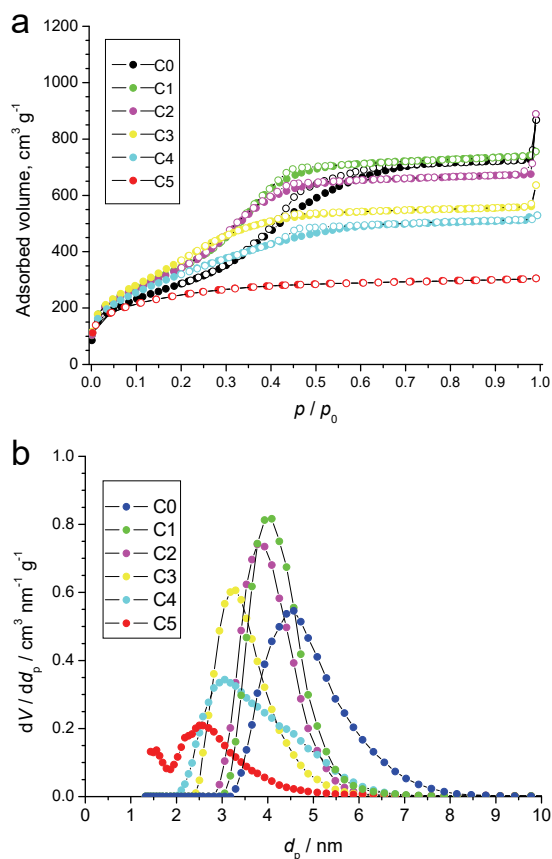 a
1200
1000
800
600
400
200
0
Adsorbed volume, cm³ g⁻¹
C0
C1
C2
C3
C4
C5
0.0 0.1 0.2 0.3 0.4 0.5 0.6 0.7 0.8 0.9 1.0
p / p₀
b
1.0
0.8
0.6
0.4
0.2
0.0
dV / ddₚ / cm³ nm⁻¹ g⁻¹
C0
C1
C2
C3
C4
C5
0 1 2 3 4 5 6 7 8 9 10
dₚ / nm